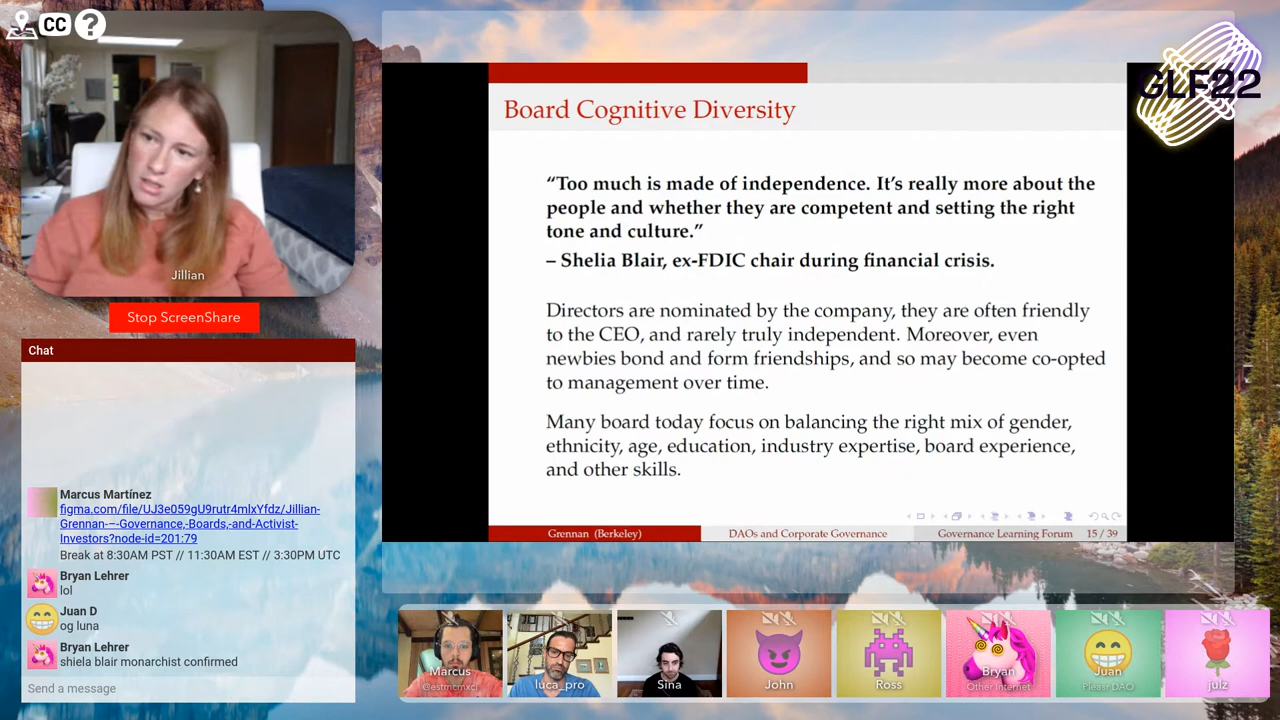 CC
?
Jillian
Stop ScreenShare
Chat
Marcus Martínez
figma.com/file/UJ3e059gU9rutr4mlxYfdz/Jillian-
Grennan-–-Governance,-Boards,-and-Activist-
Investors?node-id=201:79
Break at 8:30AM PST // 11:30AM EST // 3:30PM UTC
Bryan Lehrer
lol
Juan D
og luna
Bryan Lehrer
shiela blair monarchist confirmed
Send a message
GLF22
Board Cognitive Diversity
“Too much is made of independence. It’s really more about the
people and whether they are competent and setting the right
tone and culture.”
– Shelia Blair, ex-FDIC chair during financial crisis.
Directors are nominated by the company, they are often friendly
to the CEO, and rarely truly independent. Moreover, even
newbies bond and form friendships, and so may become co-opted
to management over time.
Many board today focus on balancing the right mix of gender,
ethnicity, age, education, industry expertise, board experience,
and other skills.
Grennan (Berkeley) DAOs and Corporate Governance Governance Learning Forum 15 / 39
Marcus
@estmcmxci
luca_pro
Sina
John
Ross
Bryan
Other Internet
Juan
Pleasr DAO
julz